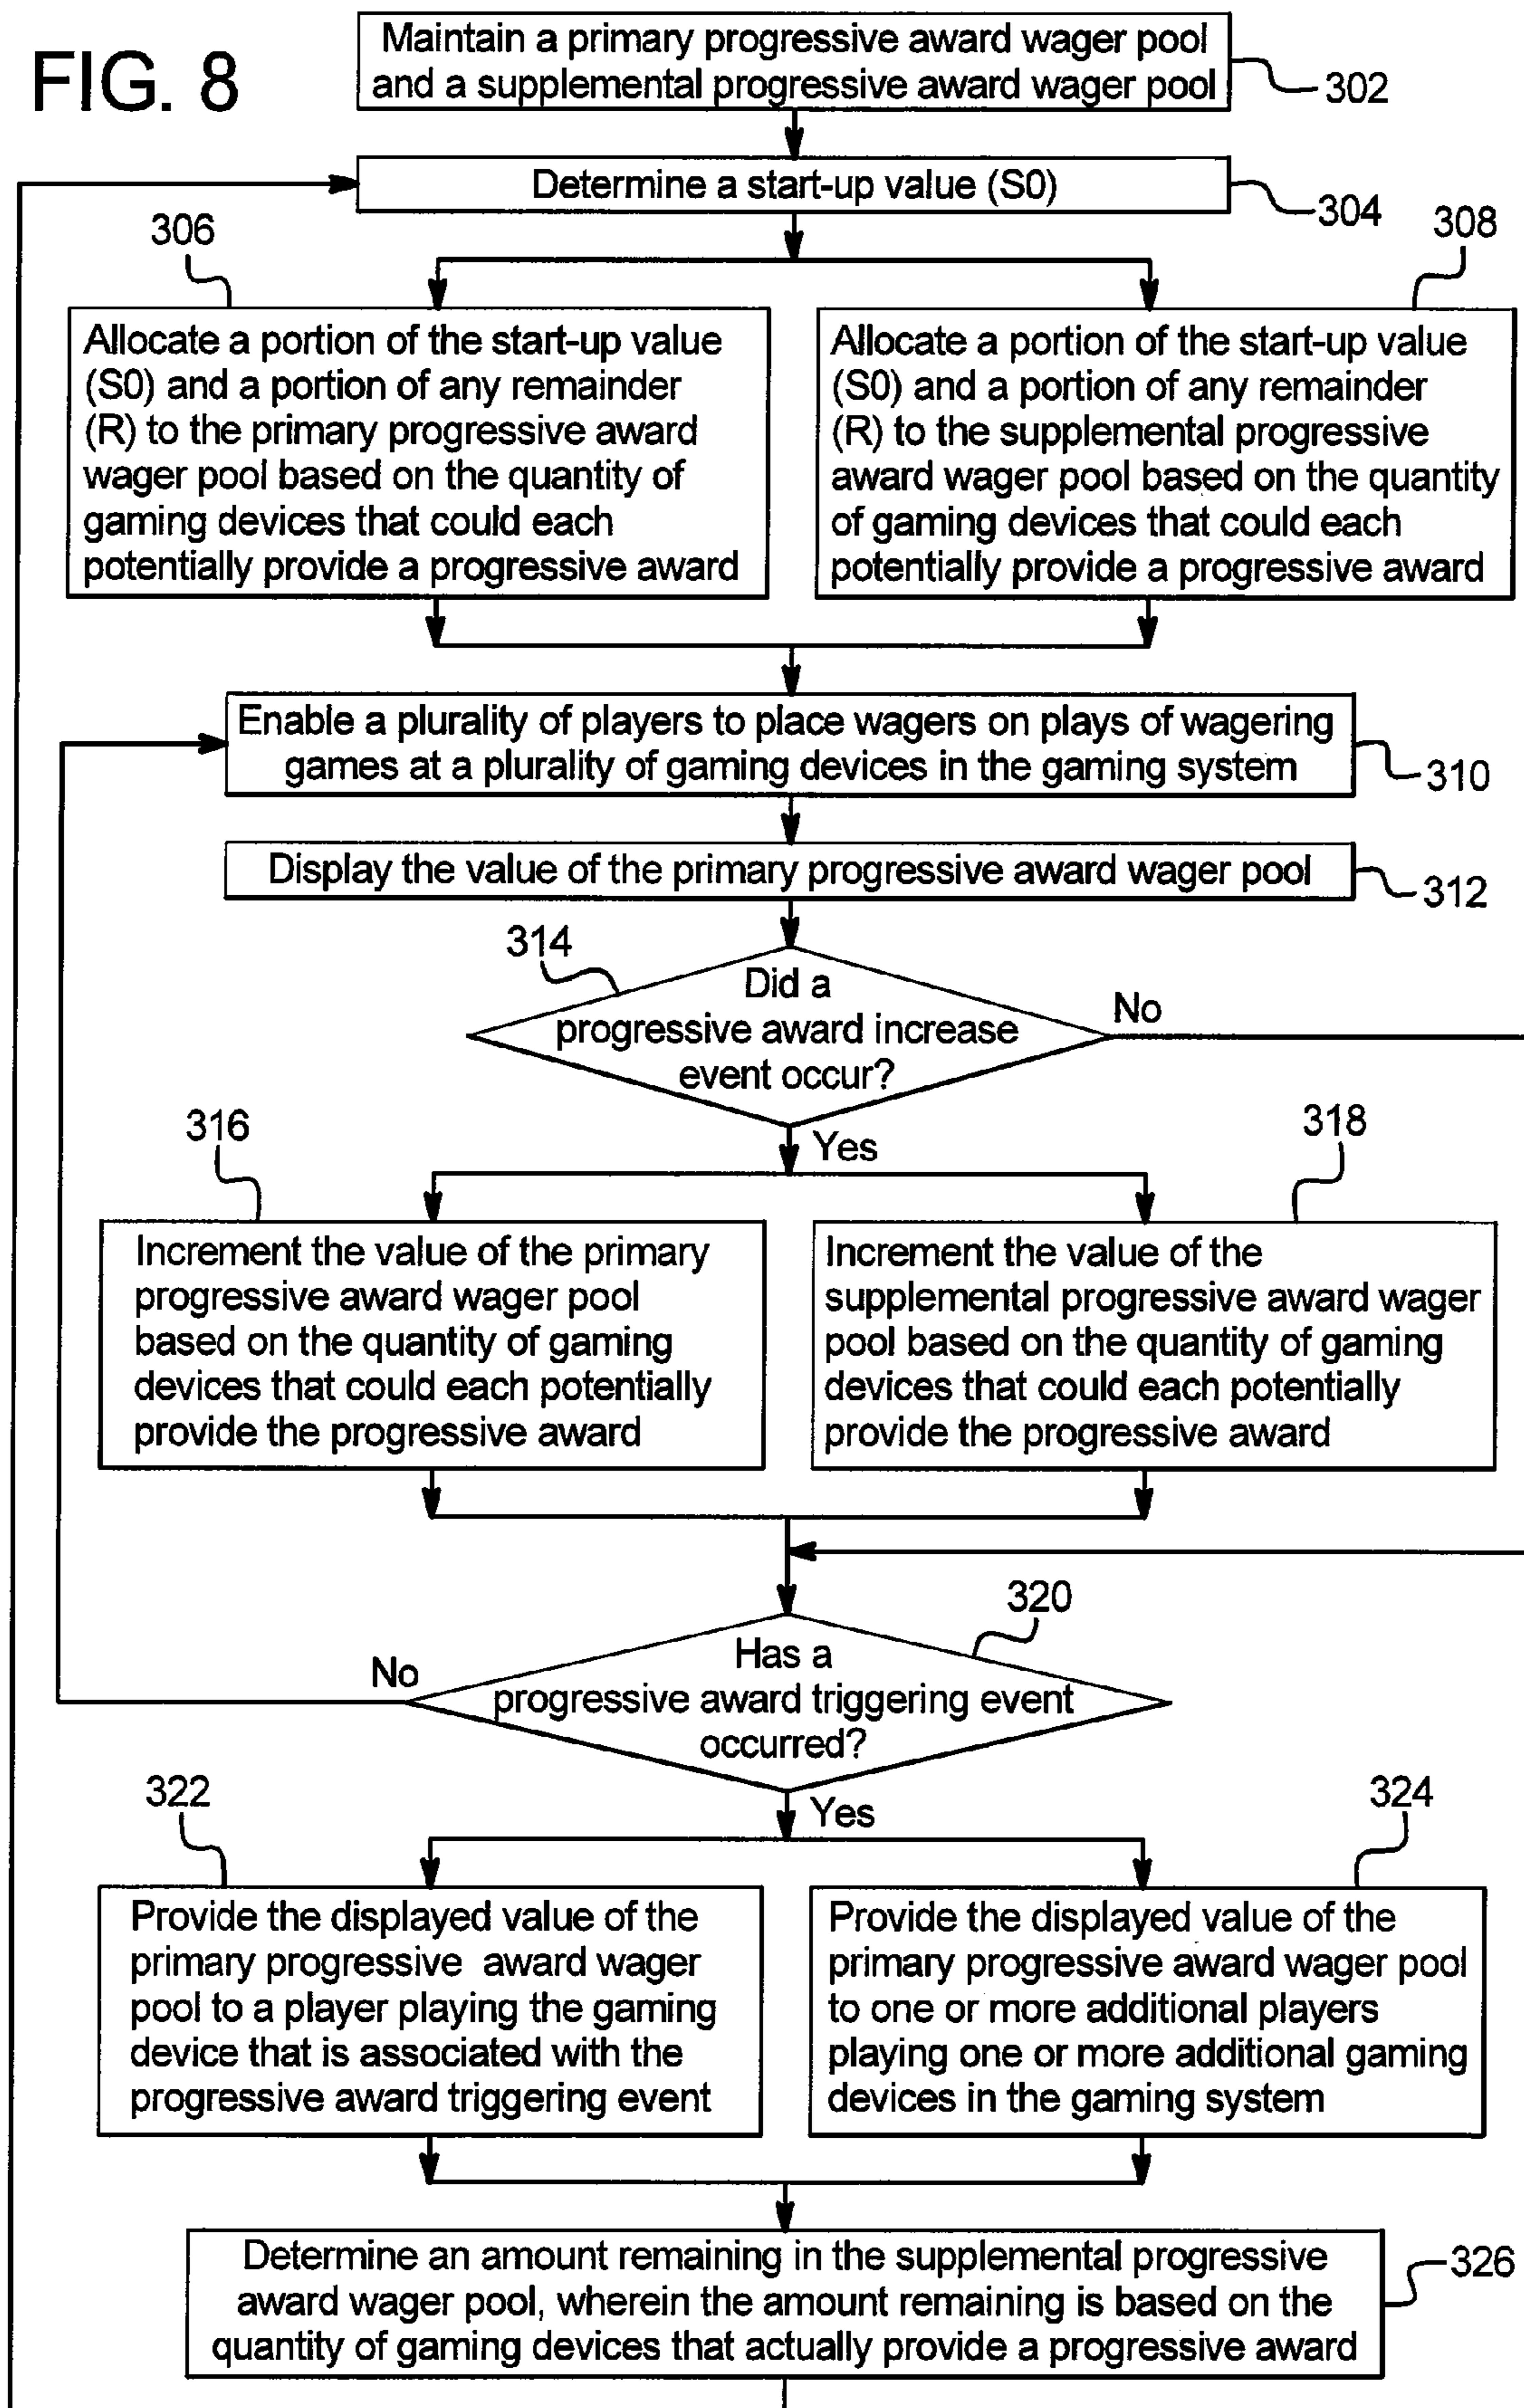 FIG. 8
Maintain a primary progressive award wager pool
and a supplemental progressive award wager pool
302
Determine a start-up value (S0)
304
306
308
Allocate a portion of the start-up value
(S0) and a portion of any remainder
(R) to the primary progressive award
wager pool based on the quantity of
gaming devices that could each
potentially provide a progressive award
Allocate a portion of the start-up value
(S0) and a portion of any remainder
(R) to the supplemental progressive
award wager pool based on the quantity
of gaming devices that could each
potentially provide a progressive award
Enable a plurality of players to place wagers on plays of wagering
games at a plurality of gaming devices in the gaming system
310
Display the value of the primary progressive award wager pool
312
314
Did a
progressive award increase
event occur?
No
Yes
316
318
Increment the value of the primary
progressive award wager pool
based on the quantity of gaming
devices that could each potentially
provide the progressive award
Increment the value of the
supplemental progressive award wager
pool based on the quantity of gaming
devices that could each potentially
provide the progressive award
320
Has a
progressive award triggering event
occurred?
No
Yes
322
324
Provide the displayed value of the
primary progressive award wager
pool to a player playing the gaming
device that is associated with the
progressive award triggering event
Provide the displayed value of the
primary progressive award wager pool
to one or more additional players
playing one or more additional gaming
devices in the gaming system
Determine an amount remaining in the supplemental progressive
award wager pool, wherein the amount remaining is based on the
quantity of gaming devices that actually provide a progressive award
326